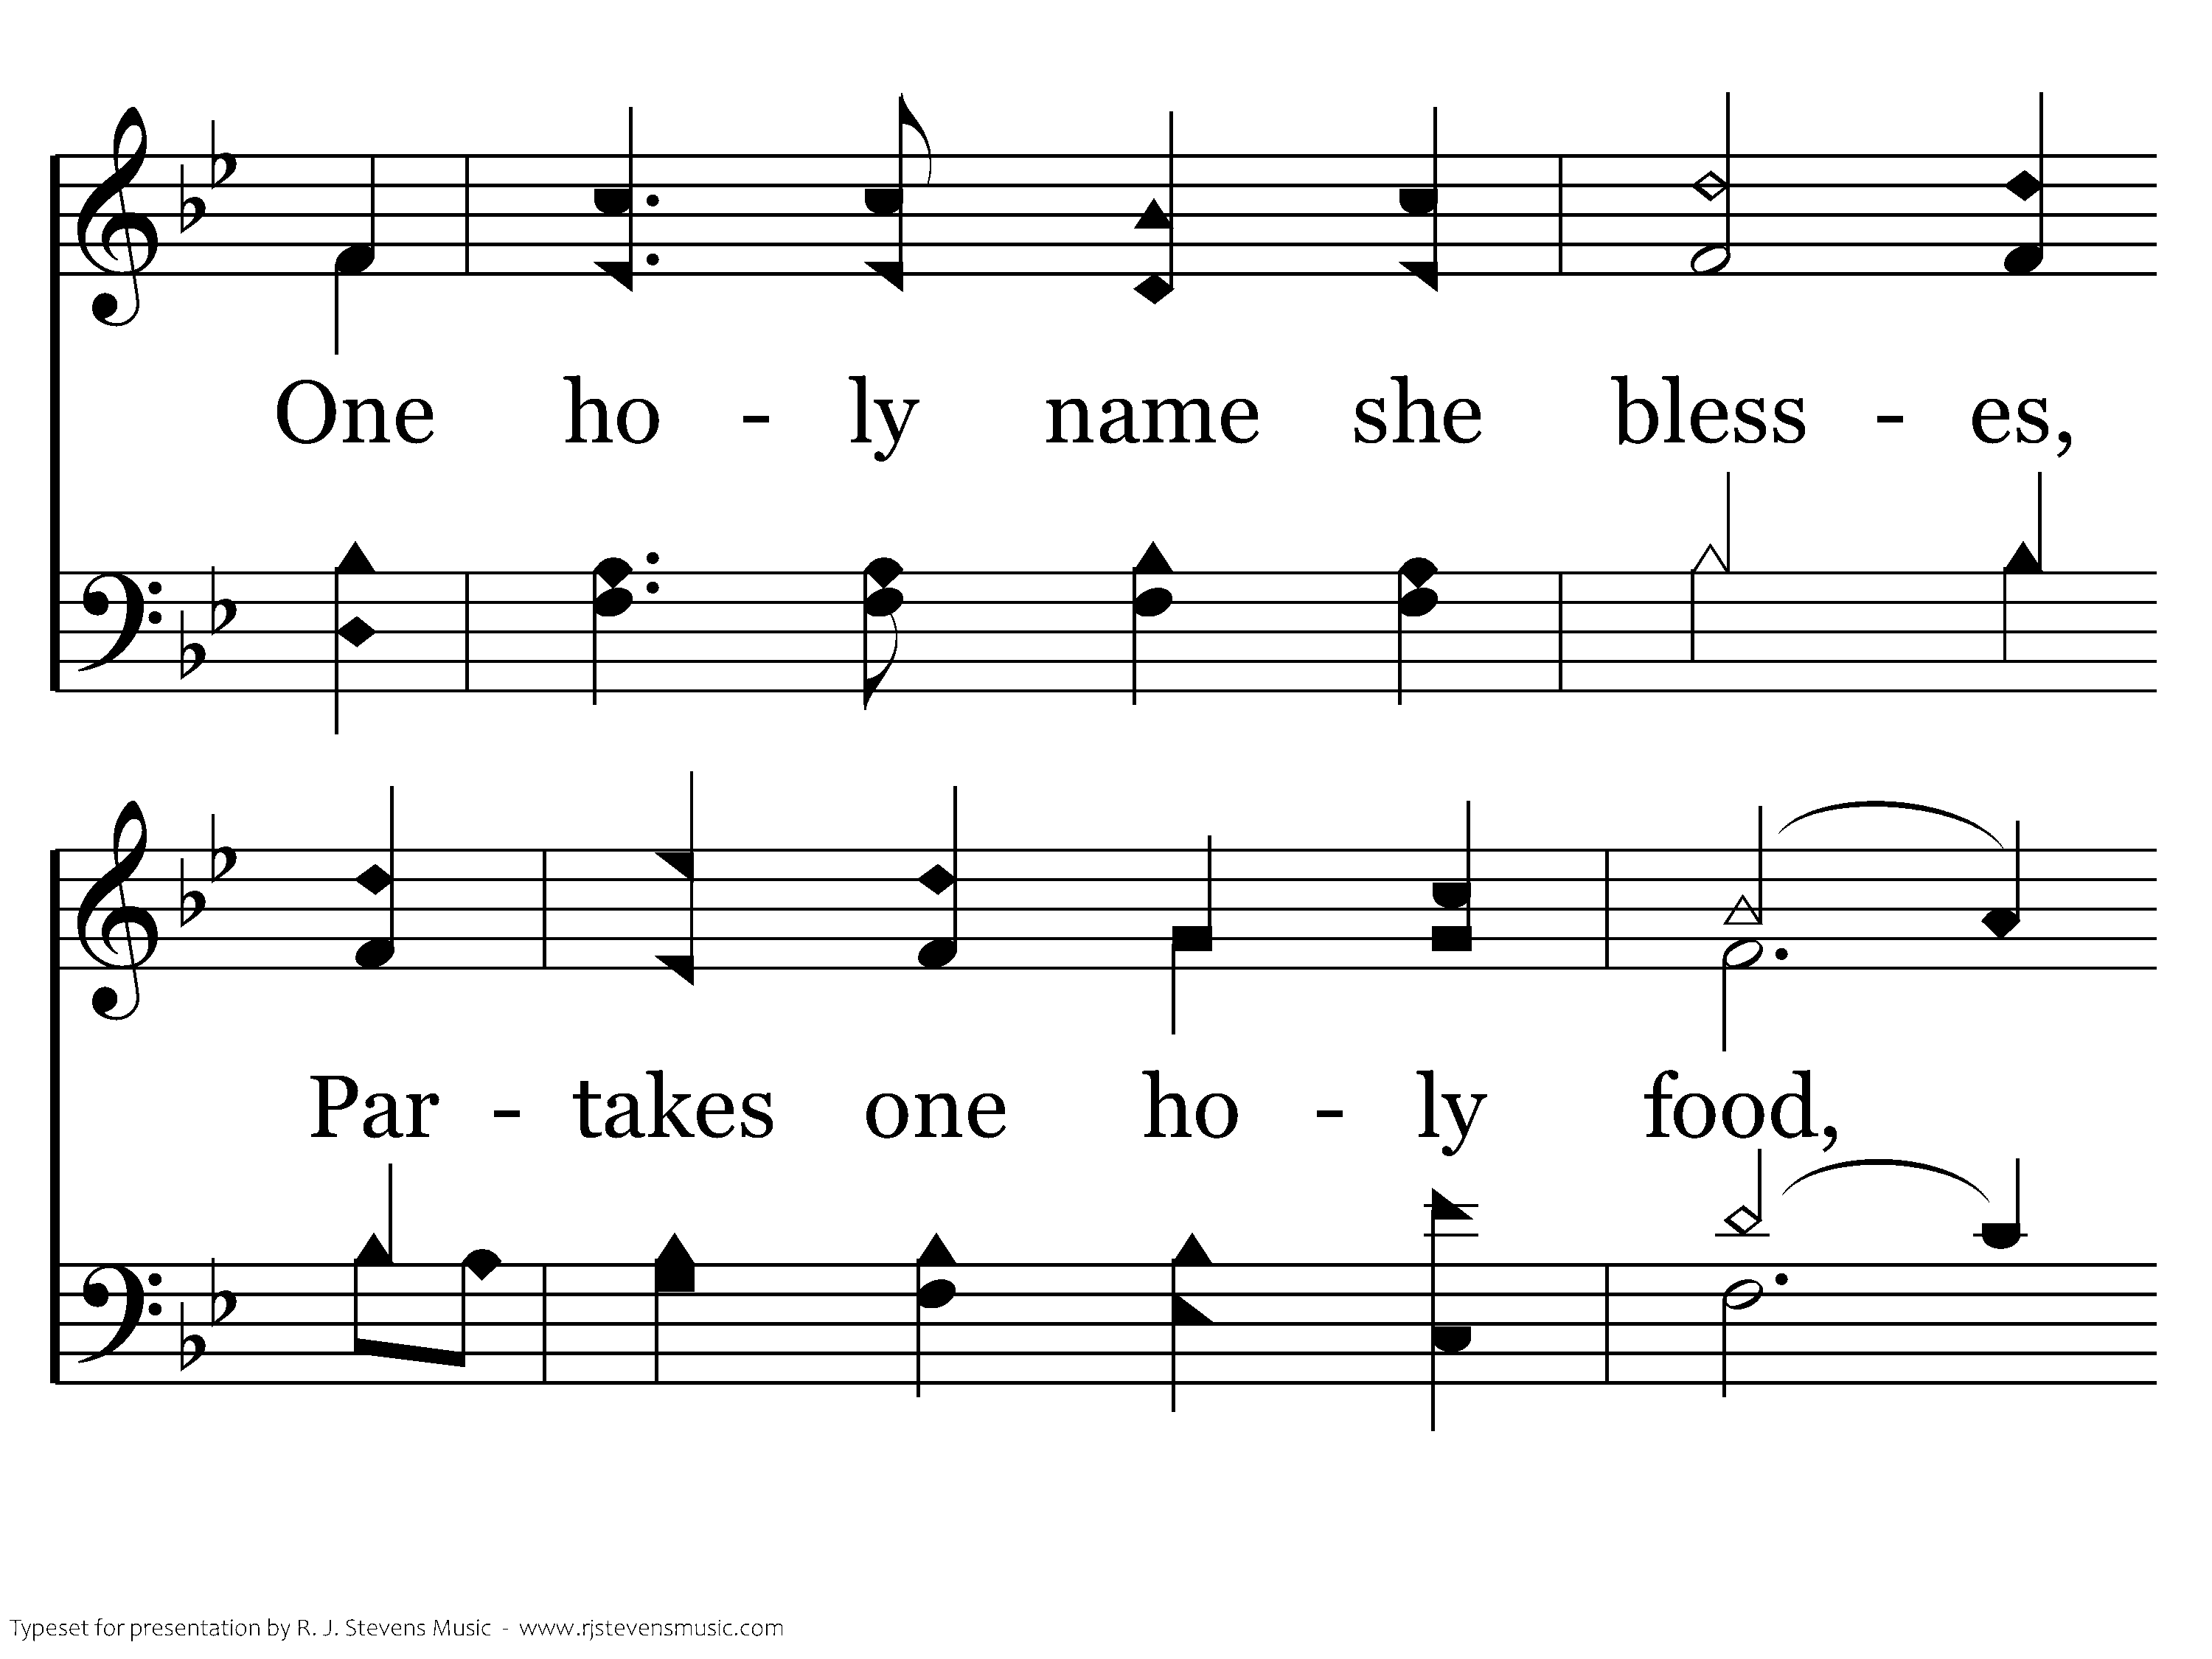 One ho - ly name she bless - es,
Par - takes one ho - ly food,
Typeset for presentation by R. J. Stevens Music - www.rjstevensmusic.com